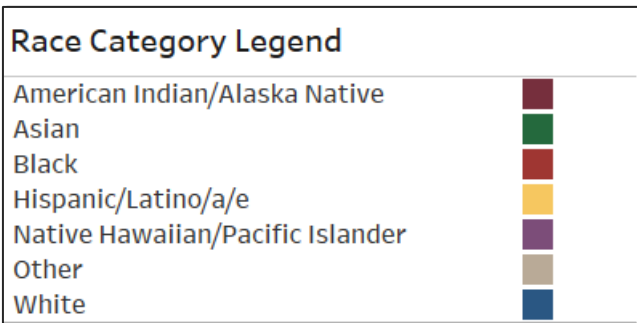 Race Category Legend
American Indian/Alaska Native
Asian
Black
Hispanic/Latino/a/e
Native Hawaiian/Pacific Islander
Other
White